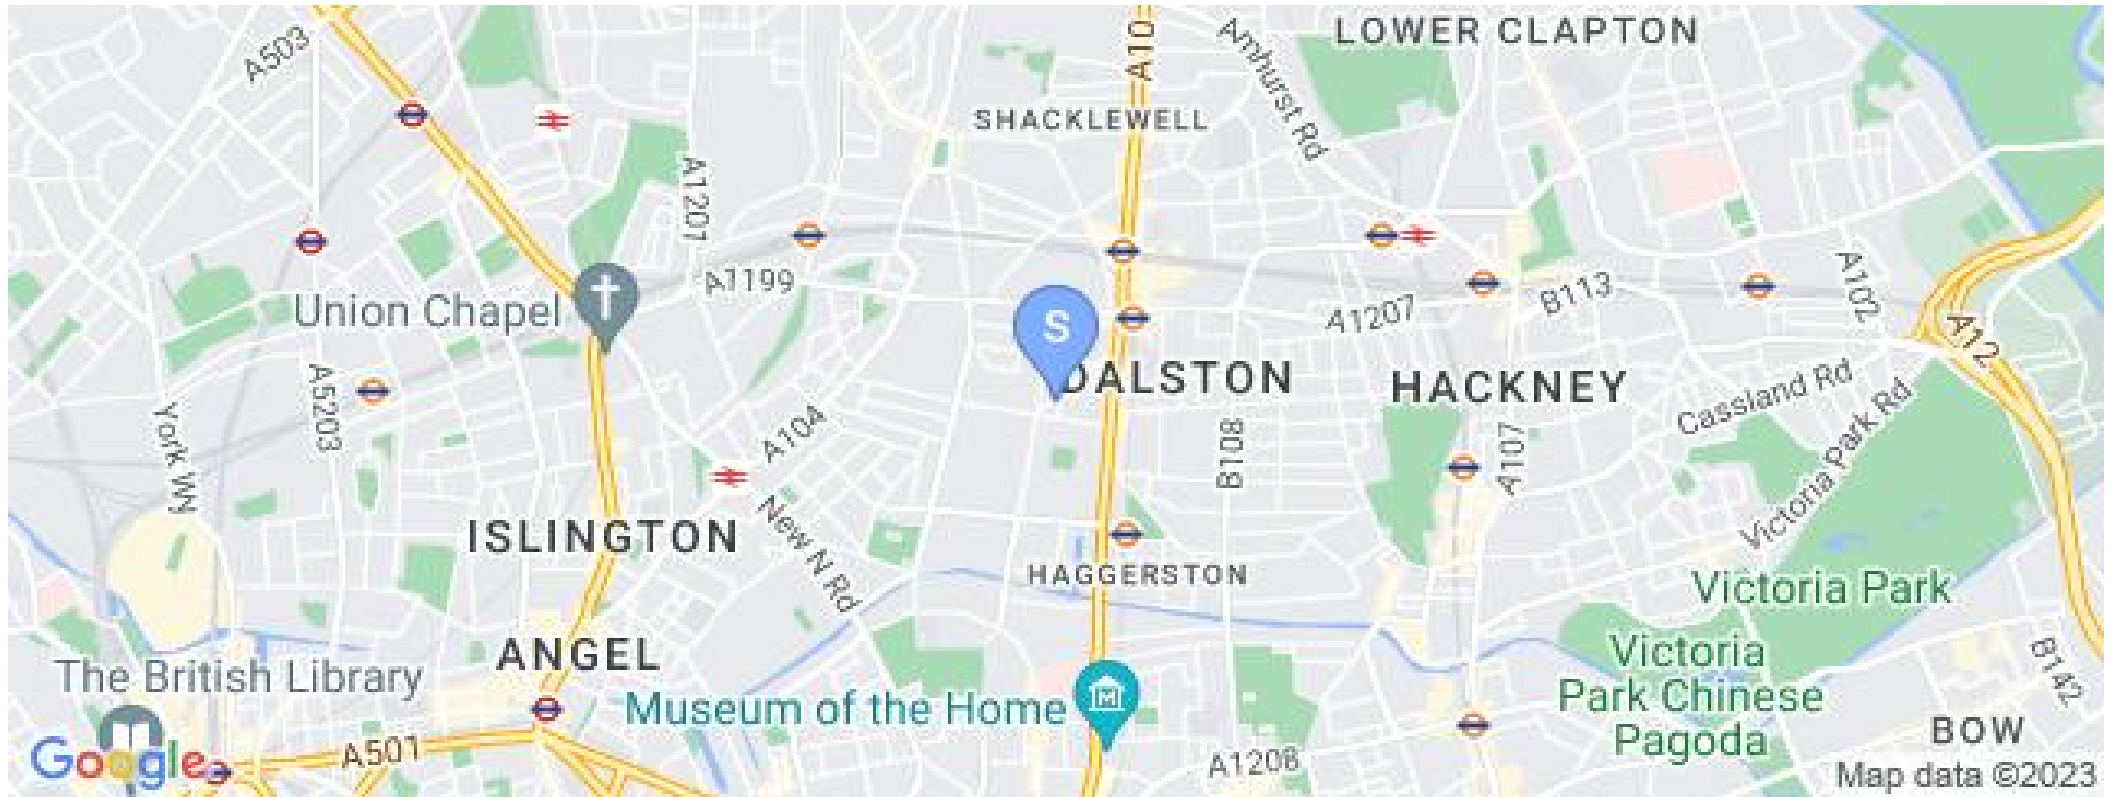 A503
A10
Amhurst Rd
LOWER CLAPTON
SHACKLEWELL
A1201
A1199
Union Chapel
S
A1207
B113
A102
A12
DALSTON
HACKNEY
Cassland Rd
Victoria Park Rd
A5203
York Wy
A104
B108
A107
ISLINGTON
New N Rd
HAGGERSTON
Victoria Park
ANGEL
The British Library
Museum of the Home
M
Victoria
Park Chinese
Pagoda
B142
BOW
Google
A501
A1208
Map data ©2023